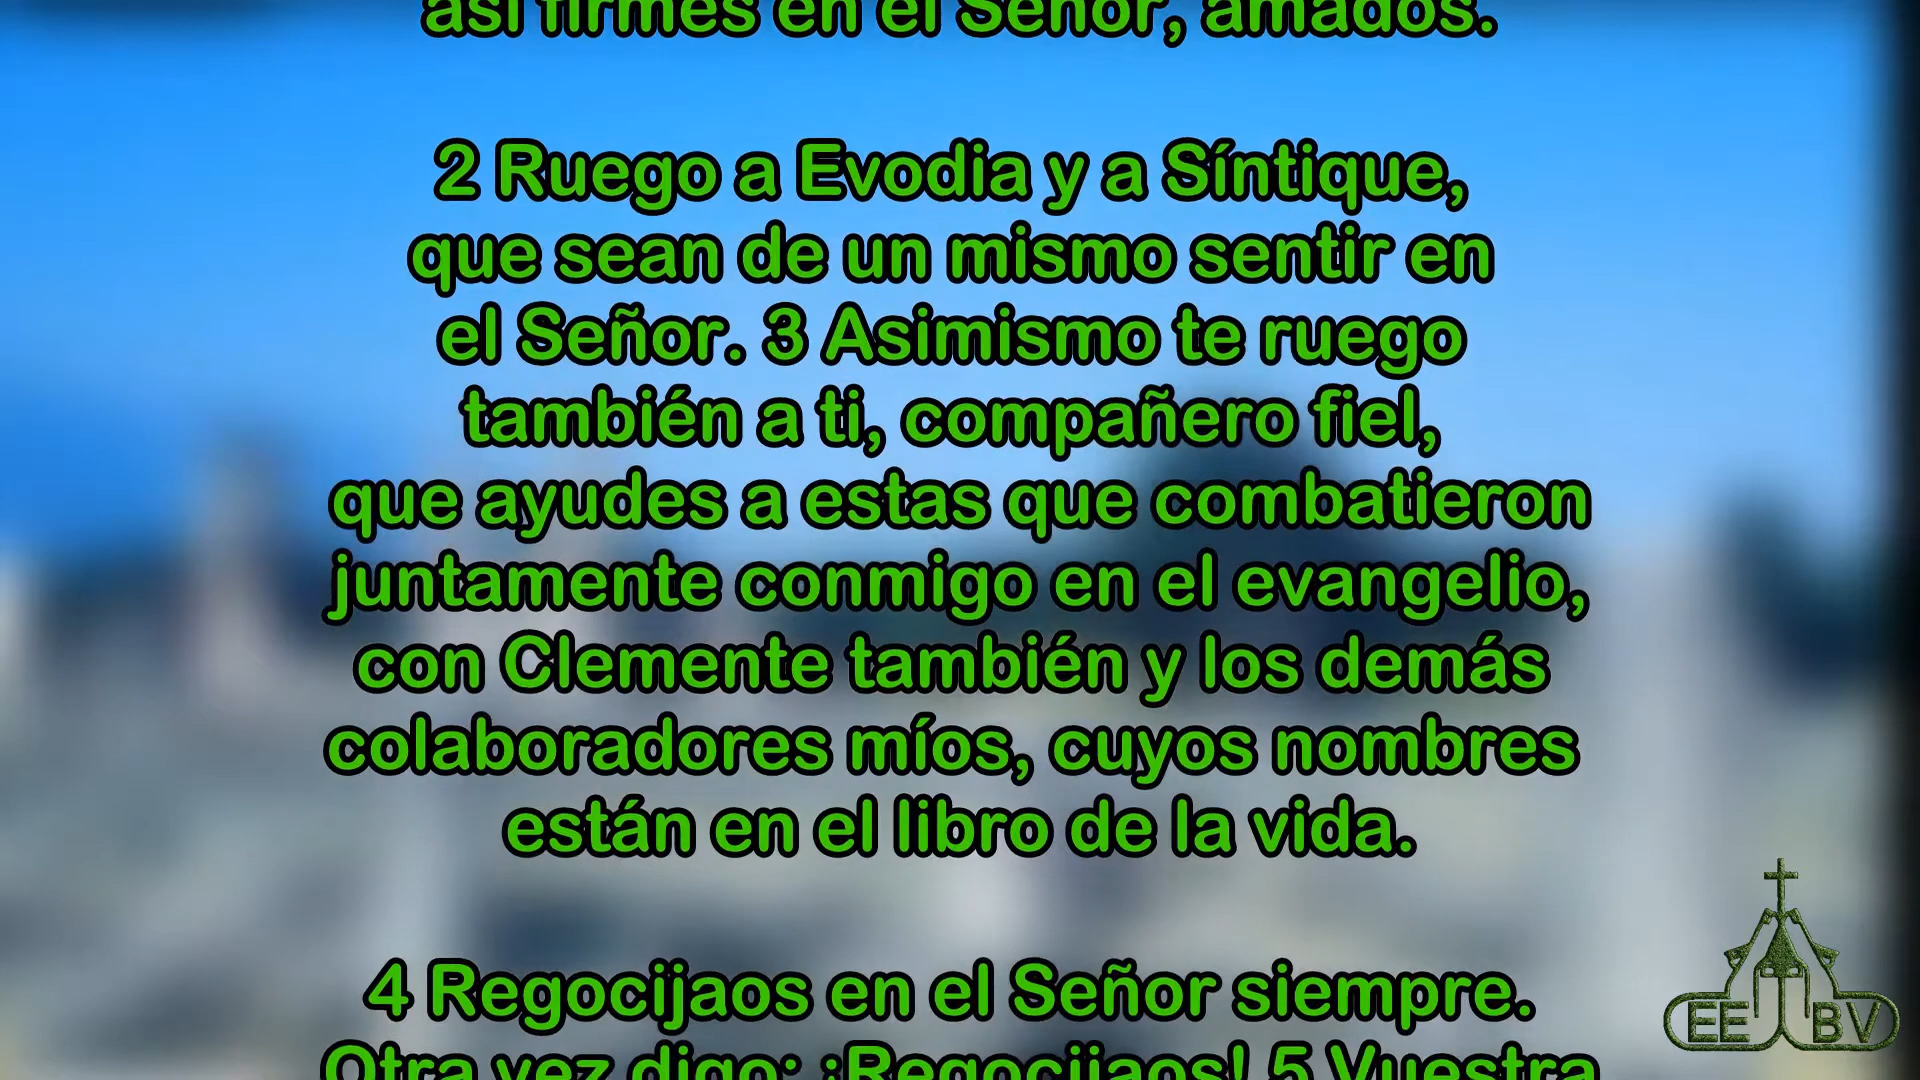 así firmes en el Señor, amados.
2 Ruego a Evodia y a Síntique,
que sean de un mismo sentir en
el Señor. 3 Asimismo te ruego
también a ti, compañero fiel,
que ayudes a estas que combatieron
juntamente conmigo en el evangelio,
con Clemente también y los demás
colaboradores míos, cuyos nombres
están en el libro de la vida.
4 Regocijaos en el Señor siempre.
Otra vez digo: ¡Regocijaos! 5 Vuestra
EE BV